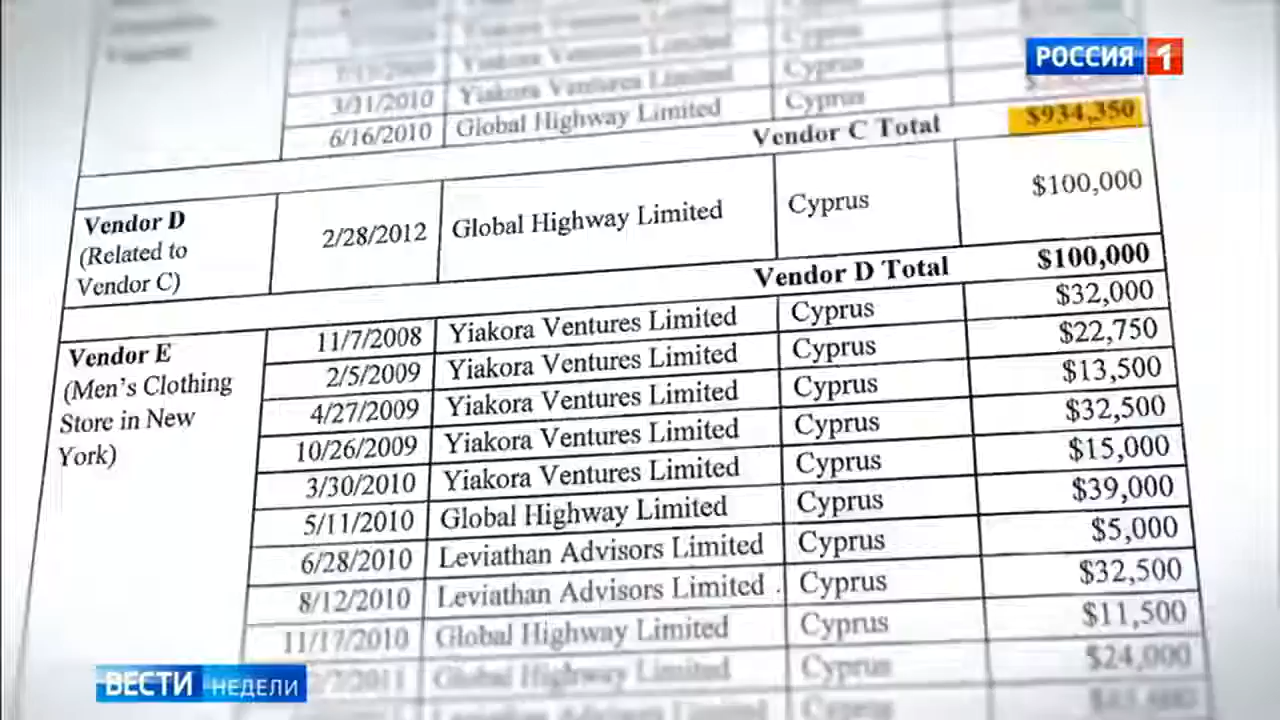 РОССИЯ 1
Yiakora Ventures Limited Cyprus
3/31/2010 Yiakora Ventures Limited Cyprus
6/16/2010 Global Highway Limited Cyprus
Vendor C Total $934,350
Vendor D
(Related to
Vendor C)
2/28/2012 Global Highway Limited Cyprus $100,000
Vendor D Total $100,000
Vendor E
(Men's Clothing
Store in New
York)
11/7/2008 Yiakora Ventures Limited Cyprus $32,000
2/5/2009 Yiakora Ventures Limited Cyprus $22,750
4/27/2009 Yiakora Ventures Limited Cyprus $13,500
10/26/2009 Yiakora Ventures Limited Cyprus $32,500
3/30/2010 Yiakora Ventures Limited Cyprus $15,000
5/11/2010 Global Highway Limited Cyprus $39,000
6/28/2010 Leviathan Advisors Limited Cyprus $5,000
8/12/2010 Leviathan Advisors Limited Cyprus $32,500
11/17/2010 Global Highway Limited Cyprus $11,500
Global Highway Limited Cyprus $24,000
Leviathan Advisors Limited
ВЕСТИ НЕДЕЛИ